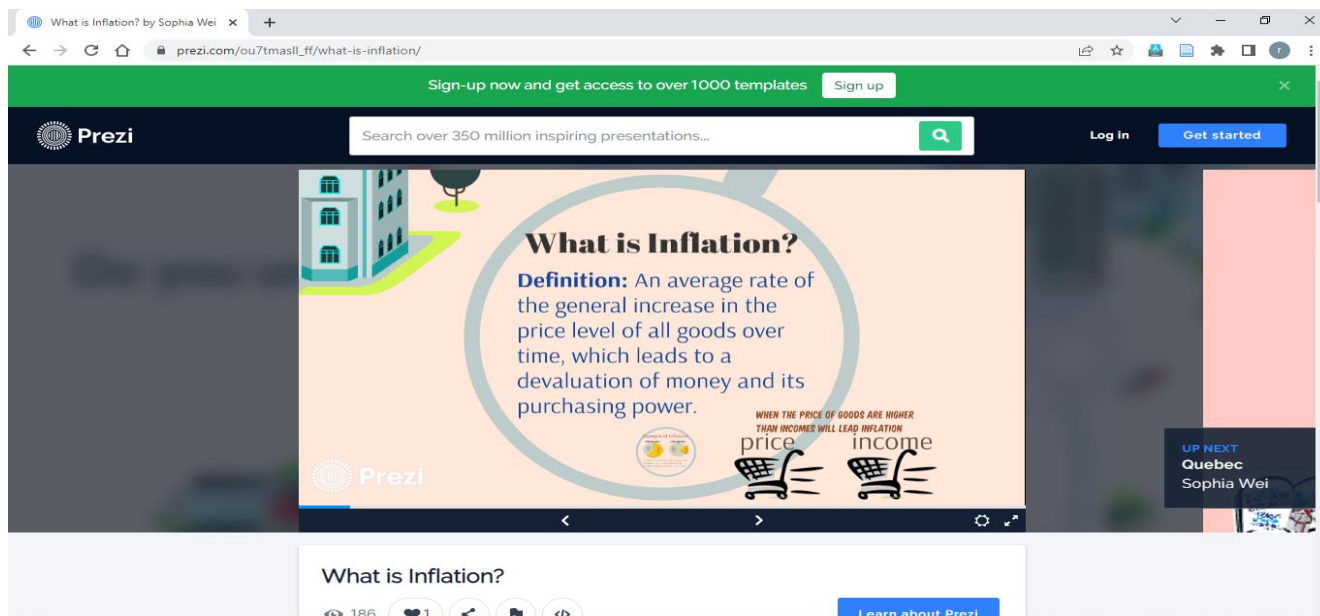 What is Inflation? by Sophia Wei
prezi.com/ou7tmasll_ff/what-is-inflation/
r
Sign-up now and get access to over 1000 templates
Sign up
Prezi
Search over 350 million inspiring presentations...
Log in
Get started
What is Inflation?
Definition: An average rate of
the general increase in the
price level of all goods over
time, which leads to a
devaluation of money and its
purchasing power.
WHEN THE PRICE OF GOODS ARE HIGHER
THAN INCOMES WILL LEAD INFLATION
price income
Prezi
UP NEXT
Quebec
Sophia Wei
What is Inflation?
186
1
Learn about Prezi